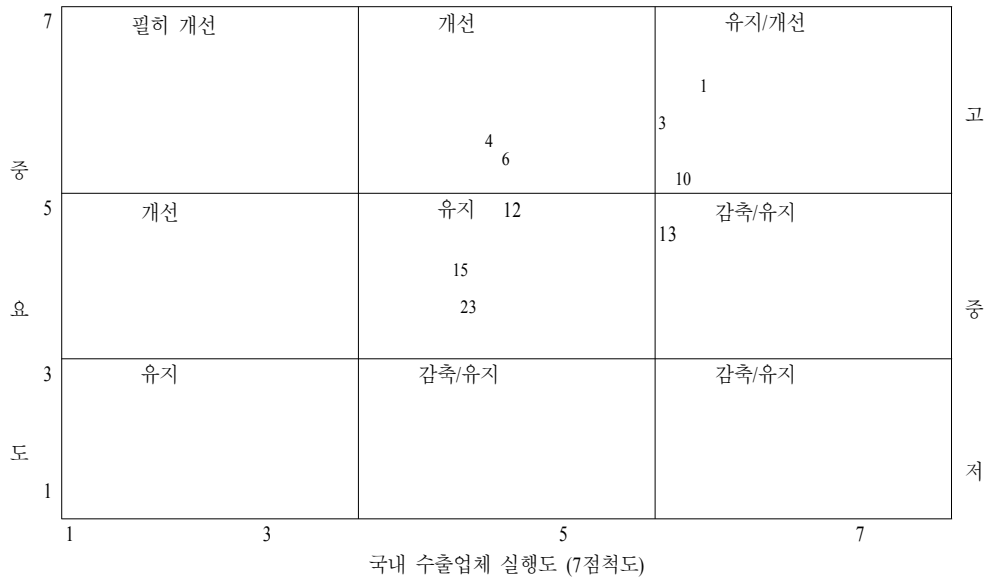 7 필히 개선 개선 유지/개선
1
고
3
4
6
중
10
5 개선 유지 12 감축/유지
13
15
요 23 중
3 유지 감축/유지 감축/유지
도 저
1
1 3 5 7
국내 수출업체 실행도 (7점척도)